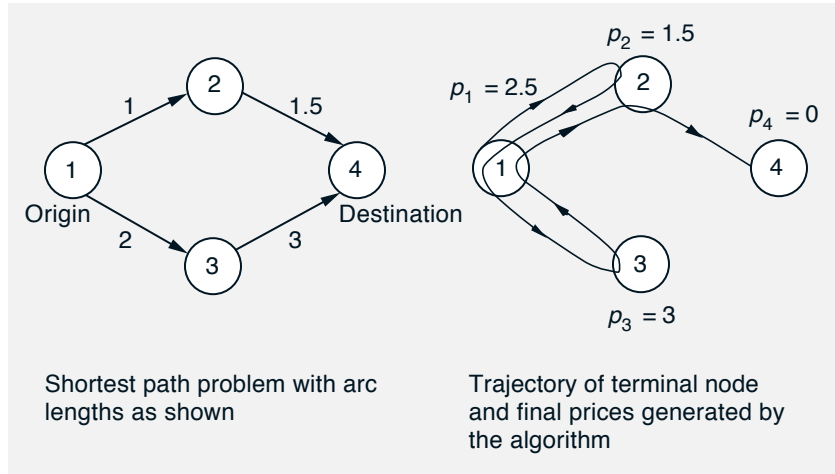 1
2
1.5
1
4
Origin
Destination
2
3
3
p2 = 1.5
p1 = 2.5
2
p4 = 0
1
4
3
p3 = 3
Shortest path problem with arc
lengths as shown
Trajectory of terminal node
and final prices generated by
the algorithm